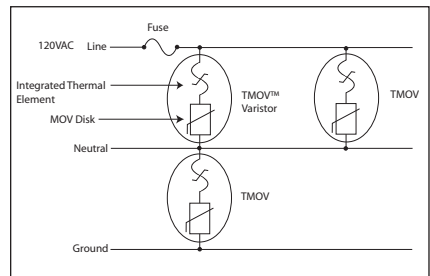 Fuse
120VAC Line
Integrated Thermal
Element
TMOV™
Varistor
TMOV
MOV Disk
Neutral
TMOV
Ground